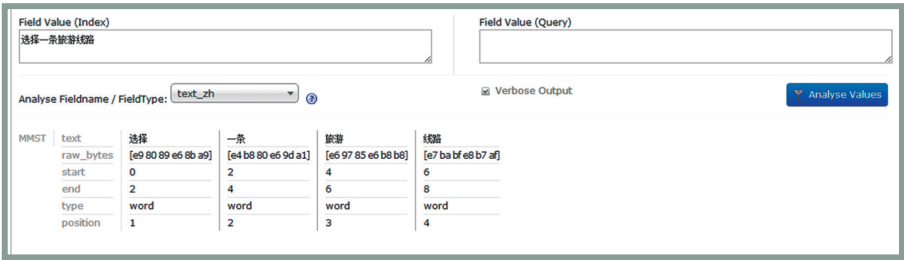 Field Value (Index)
Field Value (Query)
选择一条旅游线路
Analyse Fieldname / FieldType: text_zh ?
Verbose Output
Analyse Values
MMST text 选择 一条 旅游 线路
raw_bytes [e9 80 89 e6 8b a9] [e4 b8 80 e6 9d a1] [e6 97 85 e6 b8 b8] [e7 ba bf e8 b7 af]
start 0 2 4 6
end 2 4 6 8
type word word word word
position 1 2 3 4